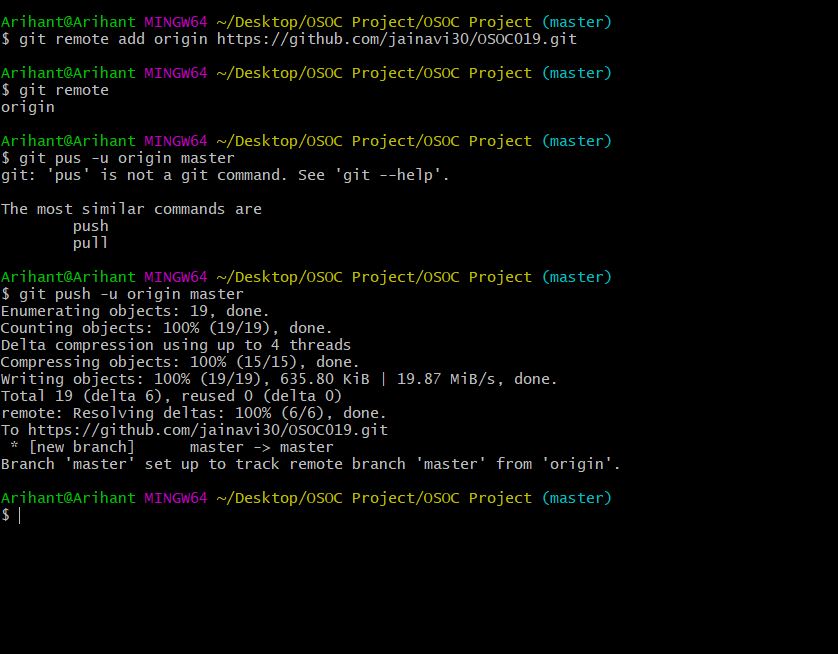 Arihant@Arihant MINGW64 ~/Desktop/OSOC Project/OSOC Project (master)
$ git remote add origin https://github.com/jainavi30/OSOC019.git
Arihant@Arihant MINGW64 ~/Desktop/OSOC Project/OSOC Project (master)
$ git remote
origin
Arihant@Arihant MINGW64 ~/Desktop/OSOC Project/OSOC Project (master)
$ git pus -u origin master
git: 'pus' is not a git command. See 'git --help'.
The most similar commands are
push
pull
Arihant@Arihant MINGW64 ~/Desktop/OSOC Project/OSOC Project (master)
$ git push -u origin master
Enumerating objects: 19, done.
Counting objects: 100% (19/19), done.
Delta compression using up to 4 threads
Compressing objects: 100% (15/15), done.
Writing objects: 100% (19/19), 635.80 KiB | 19.87 MiB/s, done.
Total 19 (delta 6), reused 0 (delta 0)
remote: Resolving deltas: 100% (6/6), done.
To https://github.com/jainavi30/OSOC019.git
 * [new branch]      master -> master
Branch 'master' set up to track remote branch 'master' from 'origin'.
Arihant@Arihant MINGW64 ~/Desktop/OSOC Project/OSOC Project (master)
$